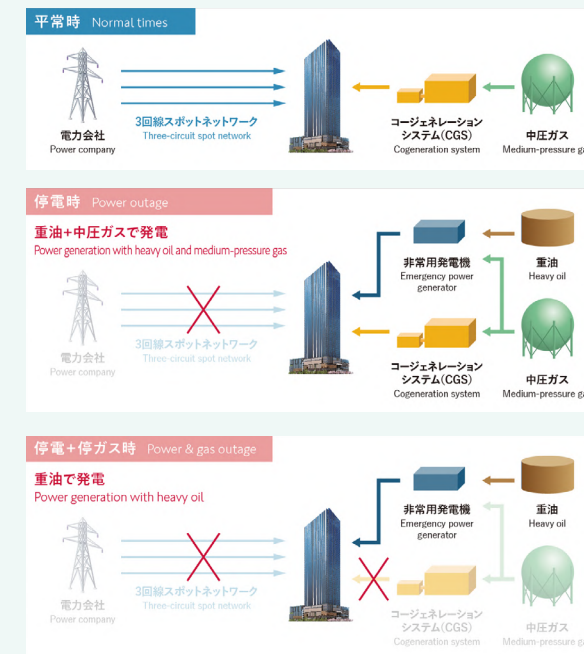 平常時 Normal times
3回線スポットネットワーク
Three-circuit spot network
電力会社
Power company
コージェネレーション
システム(CGS)
Cogeneration system
中圧ガス
Medium-pressure ga
停電時 Power outage
重油+中圧ガスで発電
Power generation with heavy oil and medium-pressure gas
非常用発電機
Emergency power
generator
重油
Heavy oil
3回線スポットネットワーク
Three-circuit spot network
電力会社
Power company
コージェネレーション
システム(CGS)
Cogeneration system
中圧ガス
Medium-pressure ga
停電+停ガス時 Power & gas outage
重油で発電
Power generation with heavy oil
非常用発電機
Emergency power
generator
重油
Heavy oil
3回線スポットネットワーク
Three-circuit spot network
電力会社
Power company
コージェネレーション
システム(CGS)
Cogeneration system
中圧ガス
Medium-pressure ga